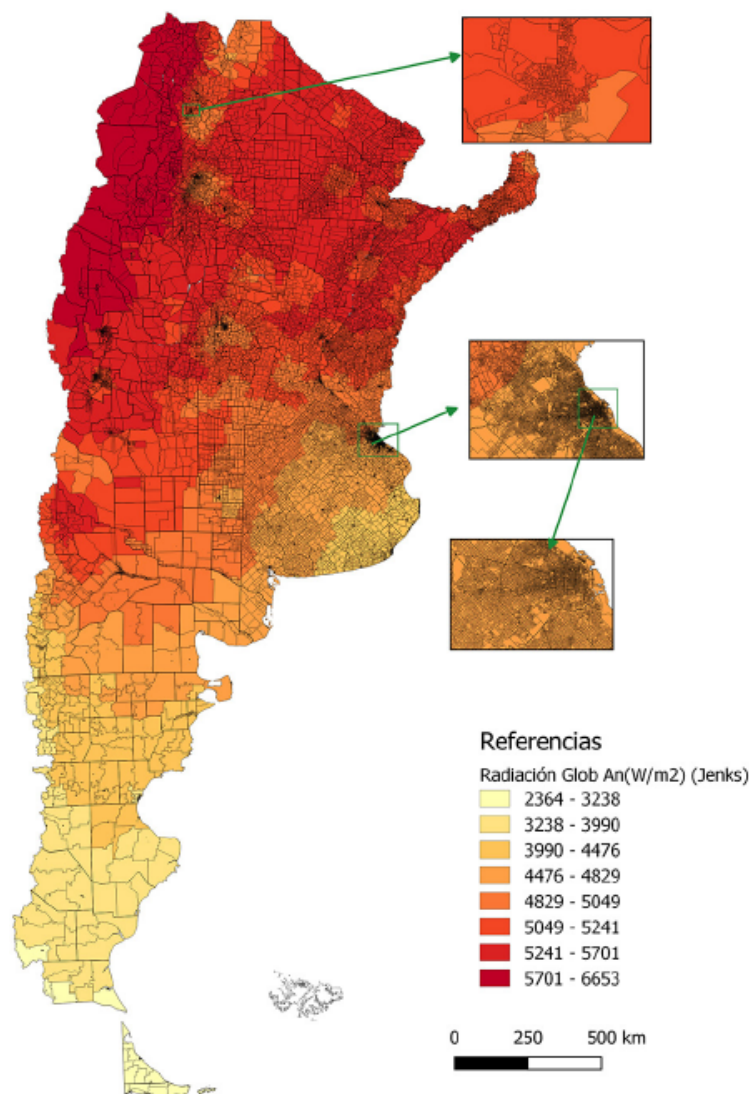 Referencias
Radiación Glob An(W/m2) (Jenks)
2364 - 3238
3238 - 3990
3990 - 4476
4476 - 4829
4829 - 5049
5049 - 5241
5241 - 5701
5701 - 6653
0 250 500 km